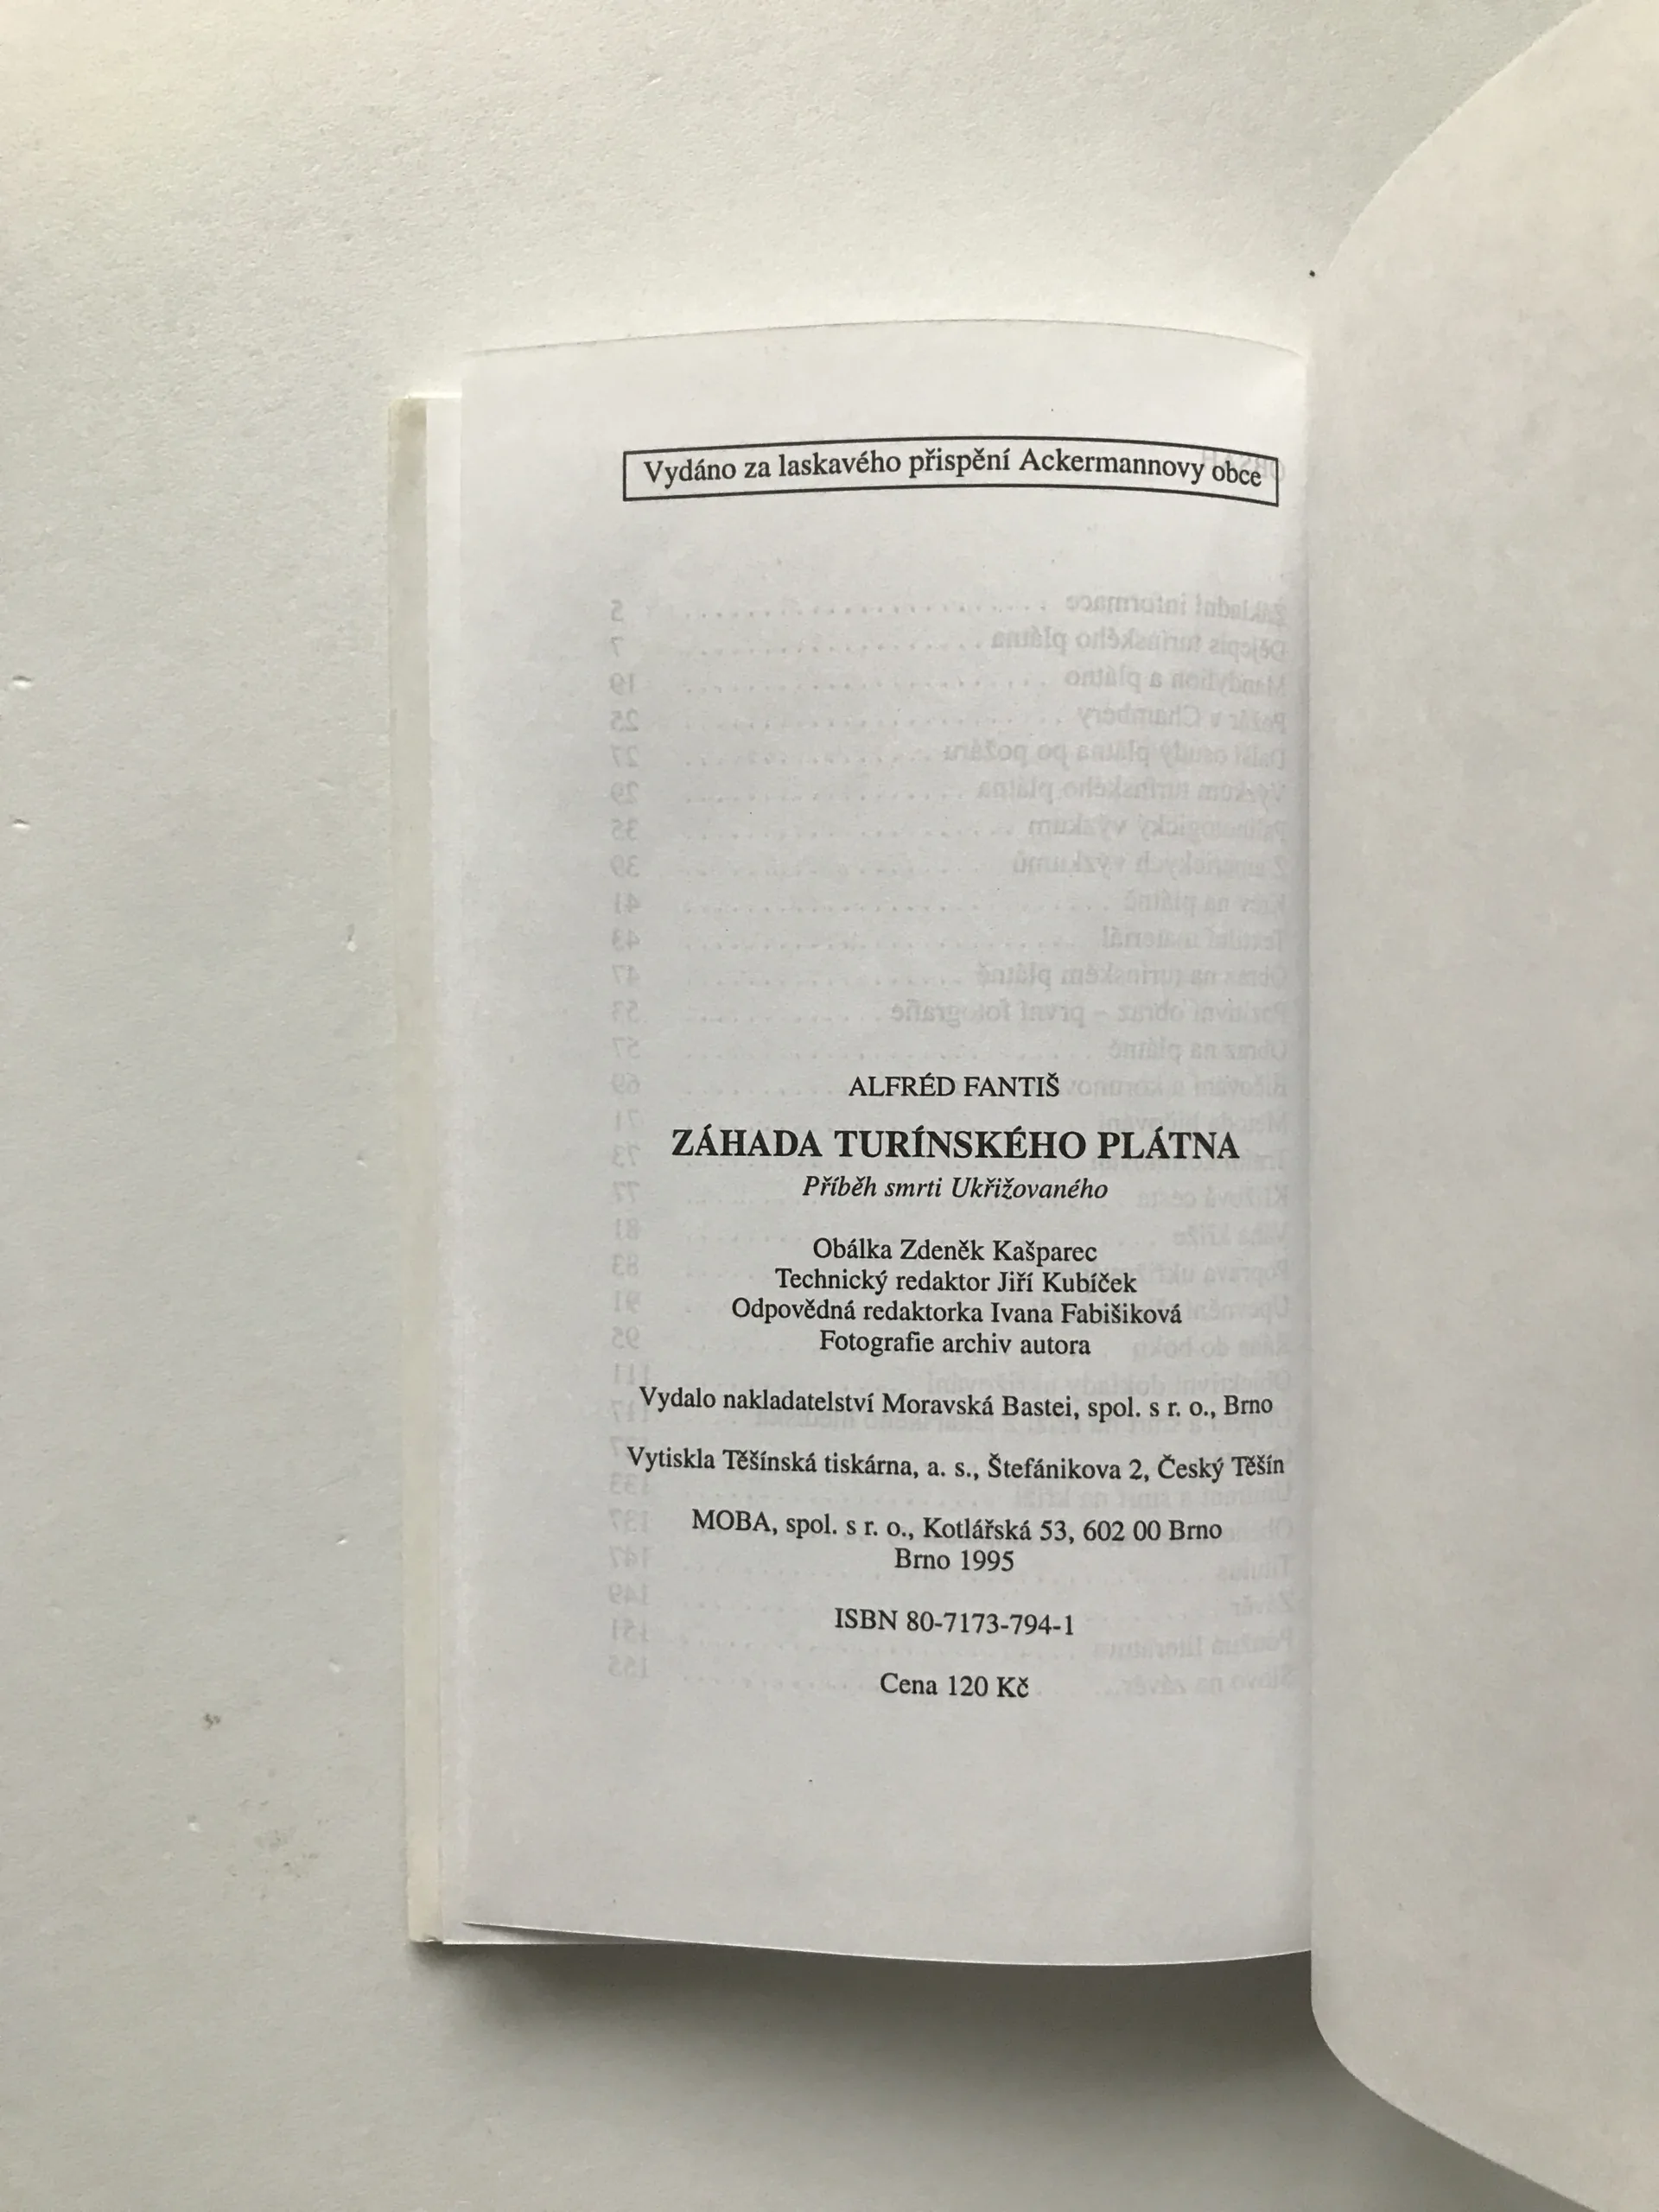 Vydáno za laskavého přispění Ackermannovy obce
ALFRÉD FANTIŠ
ZÁHADA TURÍNSKÉHO PLÁTNA
Příběh smrti Ukřižovaného
Obálka Zdeněk Kašparec
Technický redaktor Jiří Kubíček
Odpovědná redaktorka Ivana Fabišiková
Fotografie archiv autora
Vydalo nakladatelství Moravská Bastei, spol. s r. o., Brno
Vytiskla Těšínská tiskárna, a. s., Štefánikova 2, Český Těšín
MOBA, spol. s r. o., Kotlářská 53, 602 00 Brno
Brno 1995
ISBN 80-7173-794-1
Cena 120 Kč